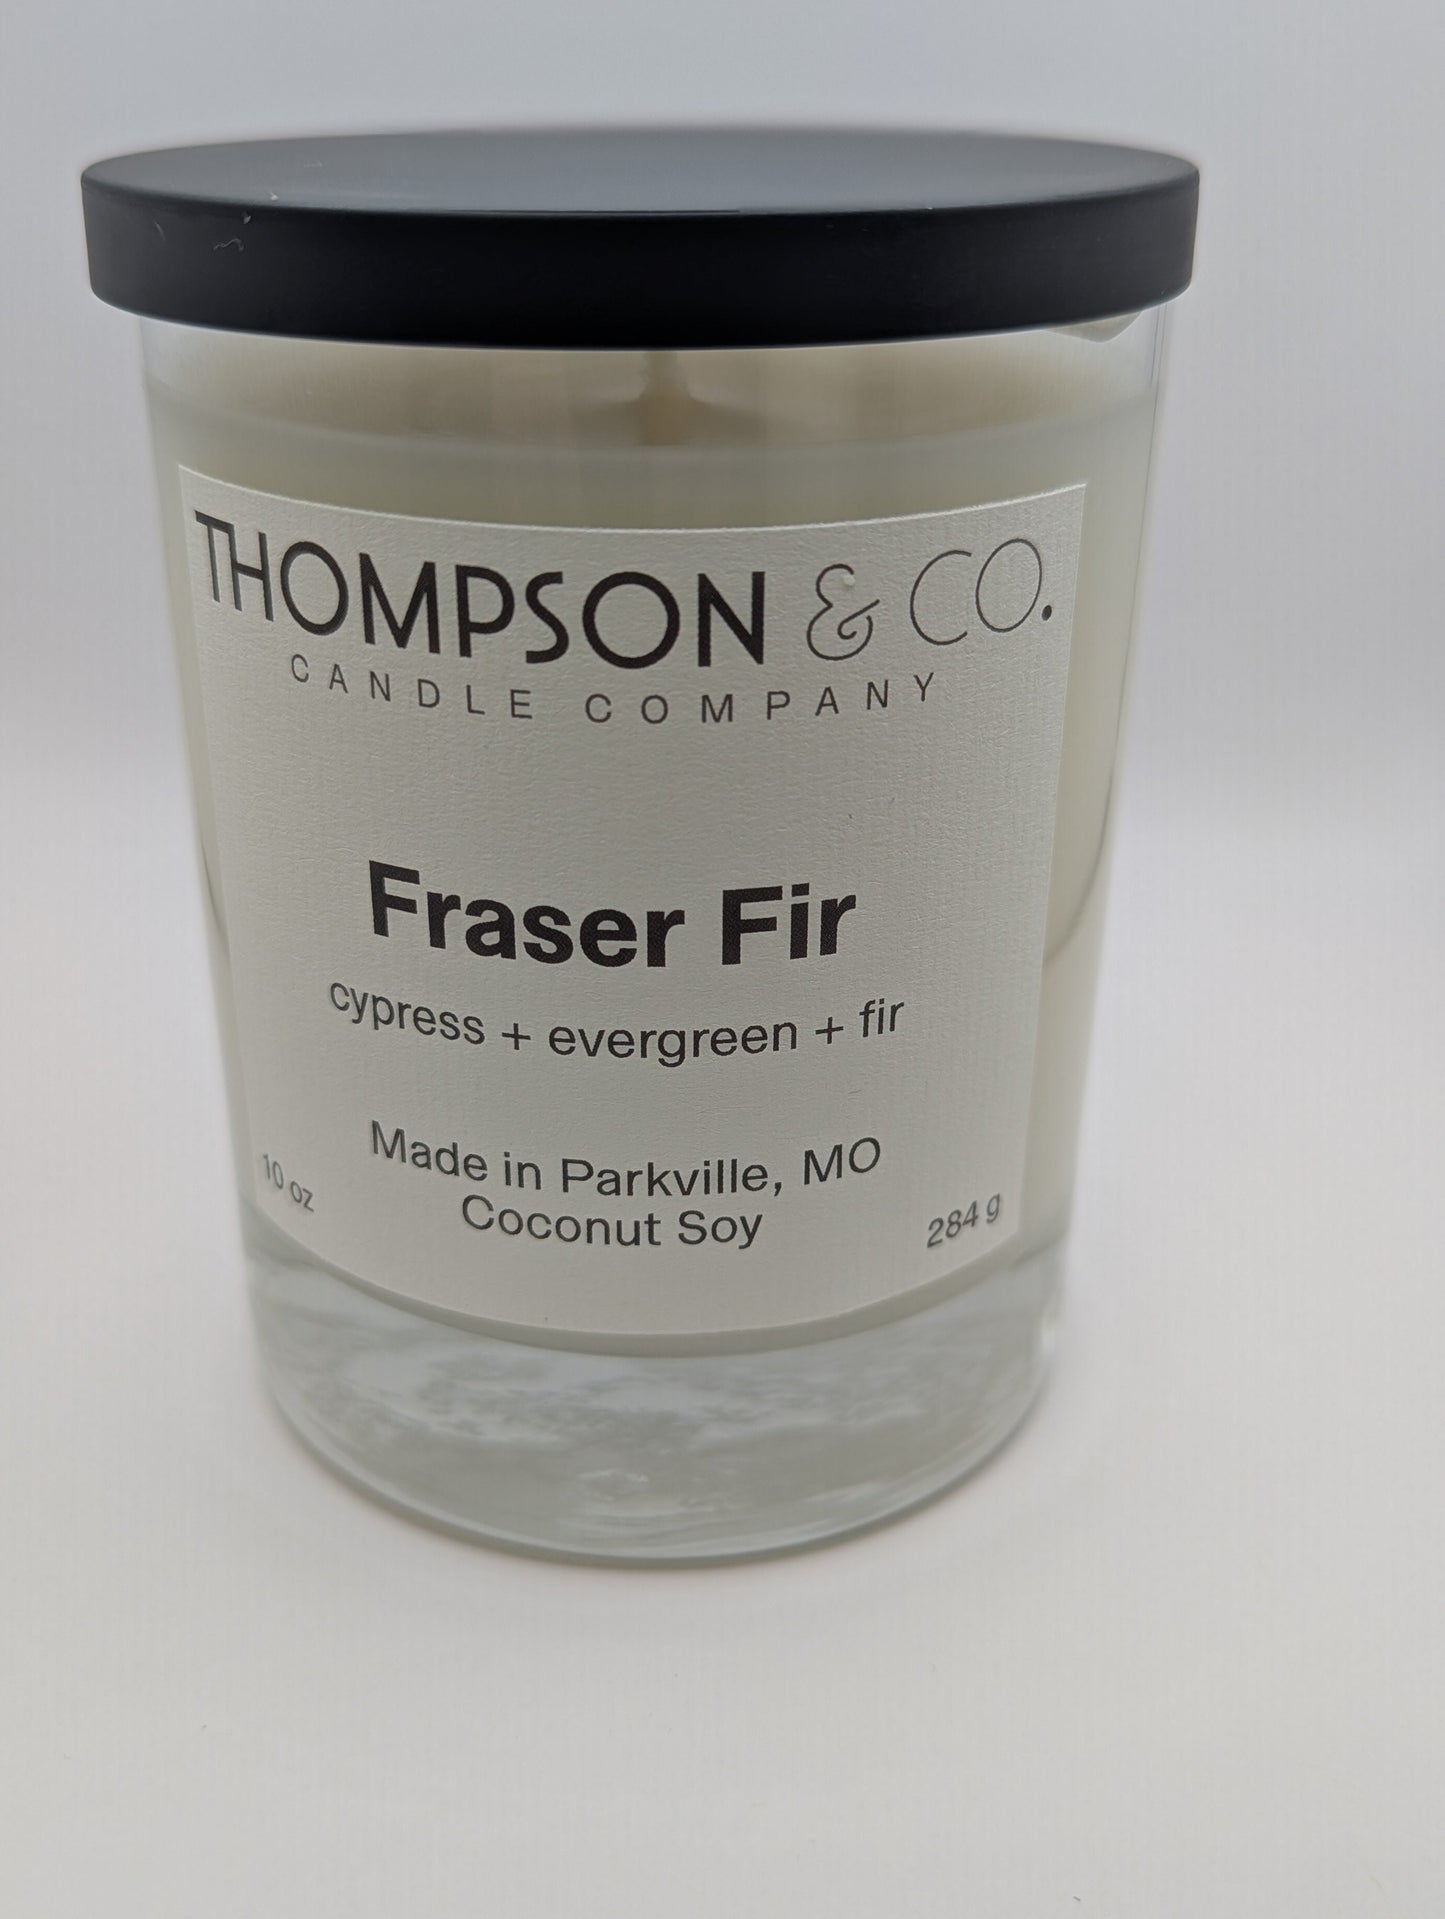 THOMPSON & CO.
CANDLE COMPANY
Fraser Fir
cypress + evergreen + fir
Made in Parkville, MO
Coconut Soy
10 oz
284 g